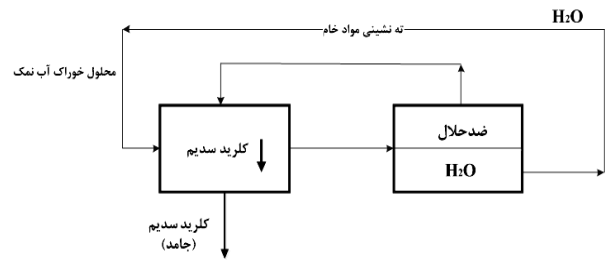 H2O
ته نشینی مواد خام
محلول خوراک آب نمک
ضدحلال
کلرید سدیم
H2O
کلرید سدیم
(جامد)